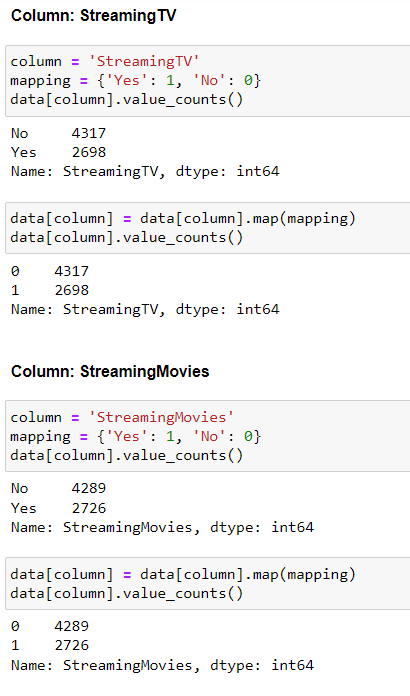 Column: StreamingTV
column = 'StreamingTV'
mapping = {'Yes': 1, 'No': 0}
data[column].value_counts()
No     4317
Yes    2698
Name: StreamingTV, dtype: int64
data[column] = data[column].map(mapping)
data[column].value_counts()
0    4317
1    2698
Name: StreamingTV, dtype: int64
Column: StreamingMovies
column = 'StreamingMovies'
mapping = {'Yes': 1, 'No': 0}
data[column].value_counts()
No     4289
Yes    2726
Name: StreamingMovies, dtype: int64
data[column] = data[column].map(mapping)
data[column].value_counts()
0    4289
1    2726
Name: StreamingMovies, dtype: int64